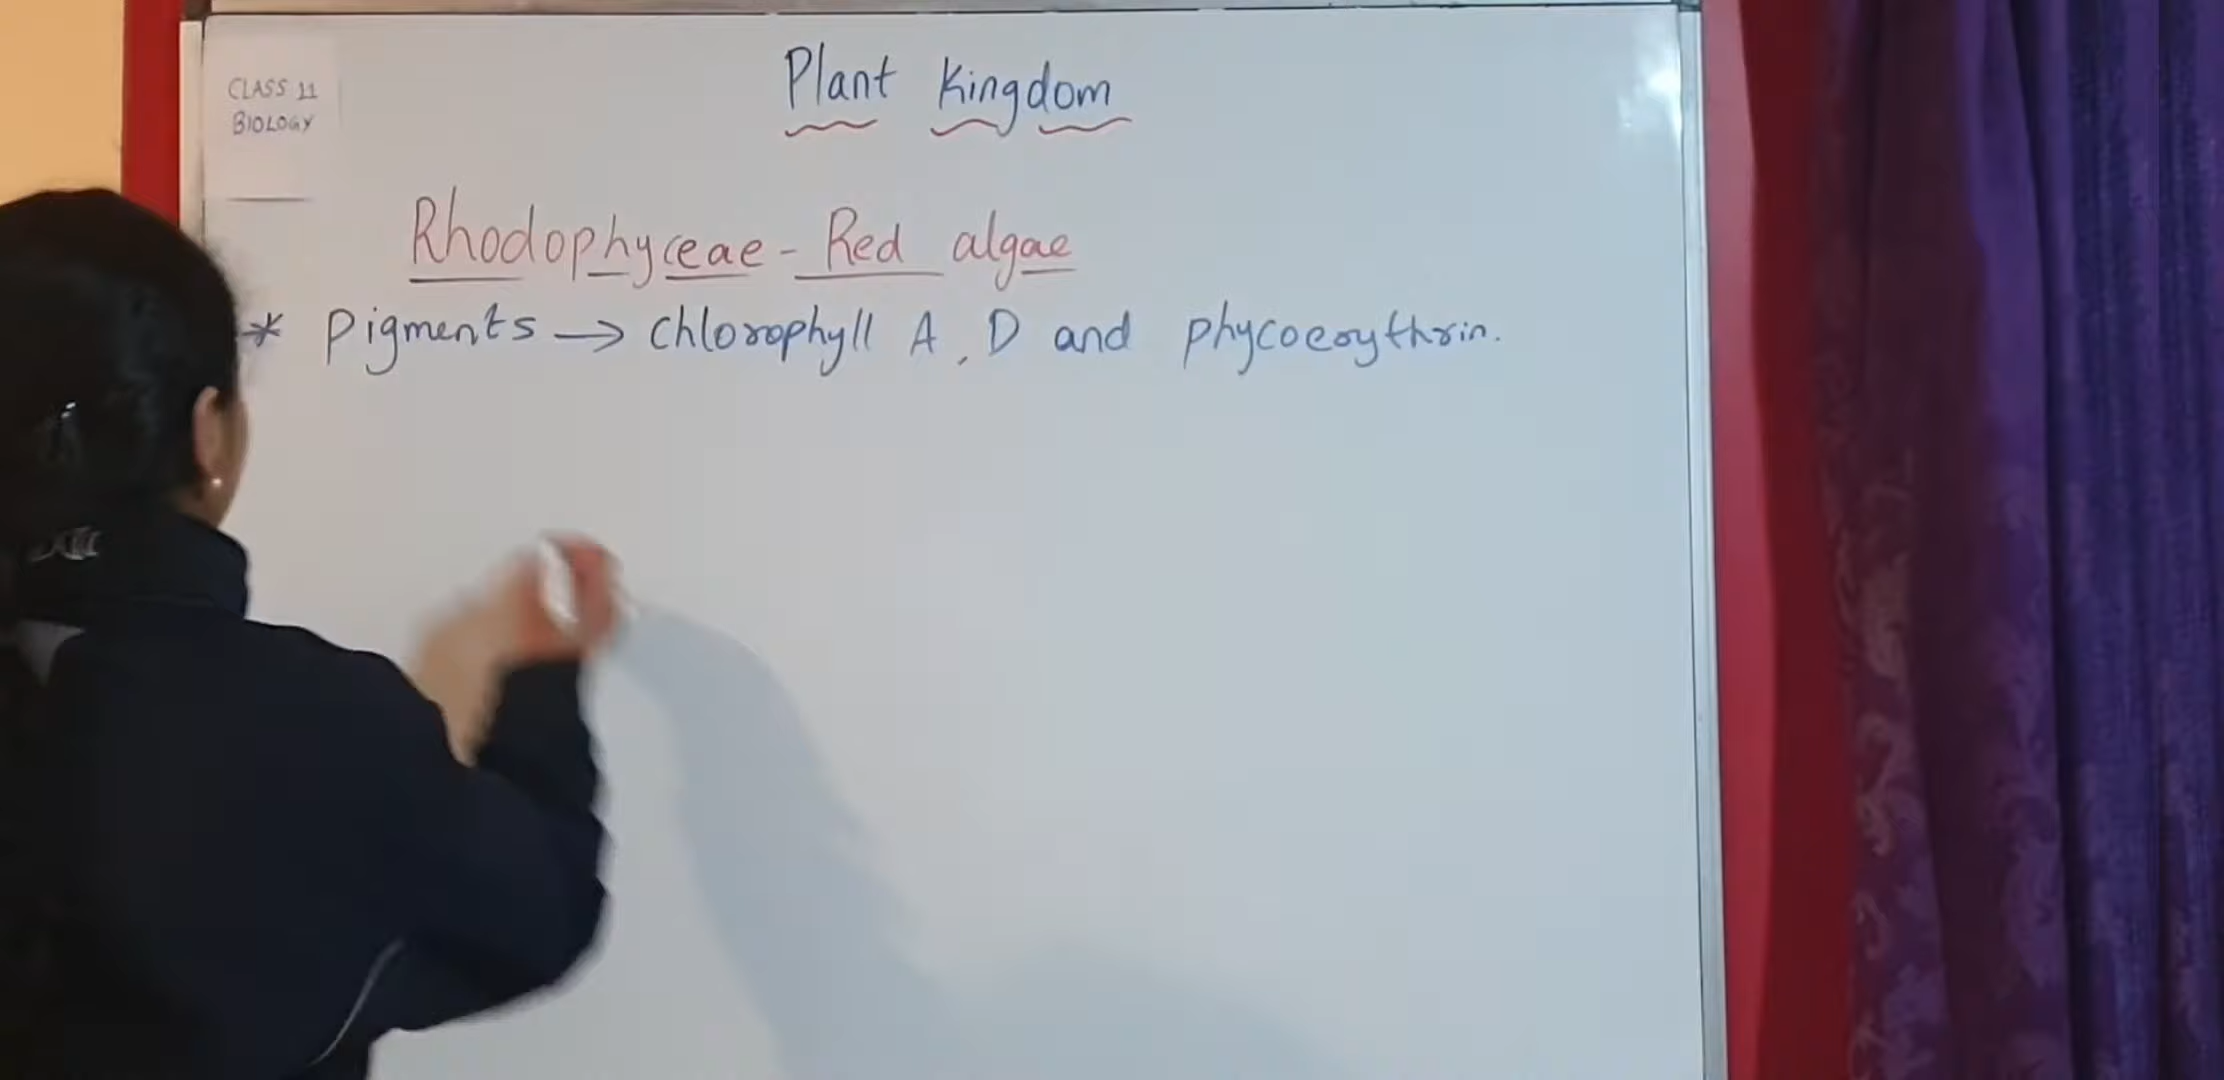 CLASS 11
BIOLOGY
Plant Kingdom
Rhodophyceae - Red algae
* Pigments → Chlorophyll A, D and phycoerythrin.